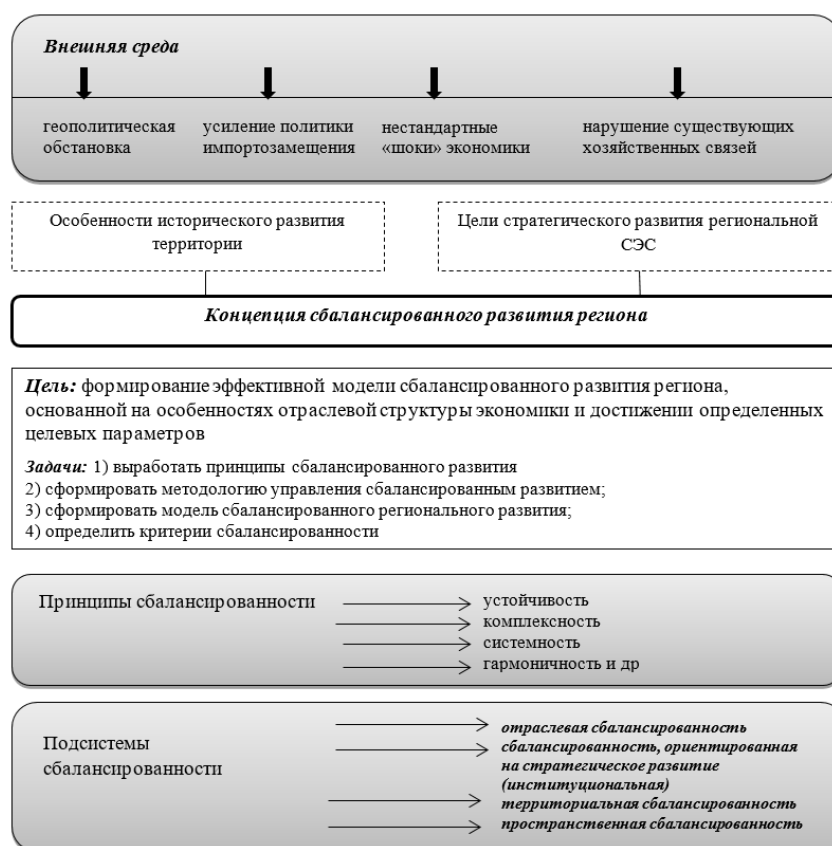 Внешняя среда
геополитическая обстановка
усиление политики импортозамещения
нестандартные «шоки» экономики
нарушение существующих хозяйственных связей
Особенности исторического развития территории
Цели стратегического развития региональной СЭС
Концепция сбалансированного развития региона
Цель: формирование эффективной модели сбалансированного развития региона,
основанной на особенностях отраслевой структуры экономики и достижении определенных
целевых параметров
Задачи: 1) выработать принципы сбалансированного развития
2) сформировать методологию управления сбалансированным развитием;
3) сформировать модель сбалансированного регионального развития;
4) определить критерии сбалансированности
Принципы сбалансированности
устойчивость
комплексность
системность
гармоничность и др
Подсистемы
сбалансированности
отраслевая сбалансированность
сбалансированность, ориентированная
на стратегическое развитие
(институциональная)
территориальная сбалансированность
пространственная сбалансированность